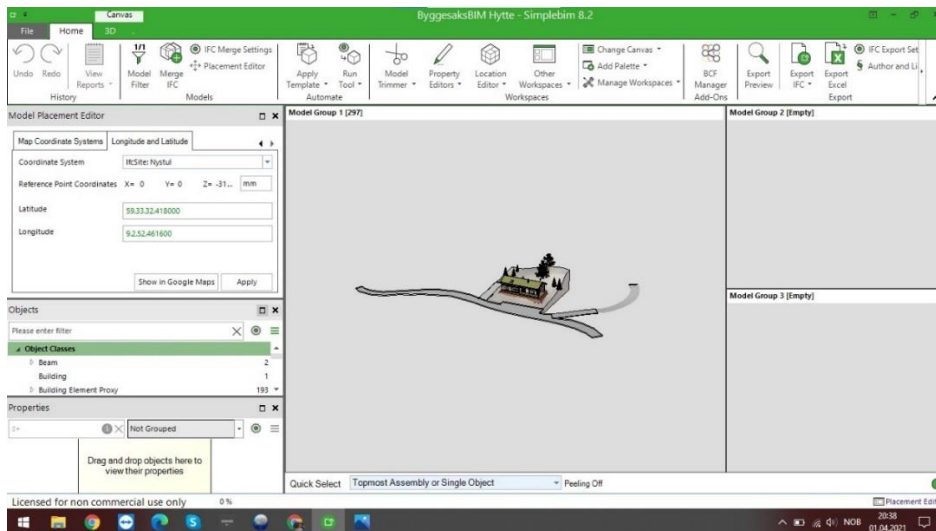 Canvas
ByggesaksBIM Hytte - Simplebim 8.2
File Home 3D
Undo Redo View Reports
History
1/1
Model Filter Merge IFC
IFC Merge Settings
Placement Editor
Models
Apply Template Run Tool
Automate
Model Trimmer Property Editors Location Editor Other Workspaces
Change Canvas
Add Palette
Manage Workspaces
Workspaces
BCF Manager
Add-Ons
Export Preview Export IFC Export Excel
IFC Export Set
Author and Li
Export
Model Placement Editor
Map Coordinate Systems Longitude and Latitude
Coordinate System IfcSite: Nystul
Reference Point Coordinates X= 0 Y= 0 Z= -31... mm
Latitude 59.33.32.418000
Longitude 9.2.52.461600
Show in Google Maps Apply
Objects
Please enter filter
Object Classes
Beam 2
Building 1
Building Element Proxy 193
Properties
Not Grouped
Drag and drop objects here to
view their properties
Model Group 1 [297]
Model Group 2 [Empty]
Model Group 3 [Empty]
Quick Select Topmost Assembly or Single Object Peeling Off
Licensed for non commercial use only 0 %
Placement Edi
NOB
20:38
01.04.2021